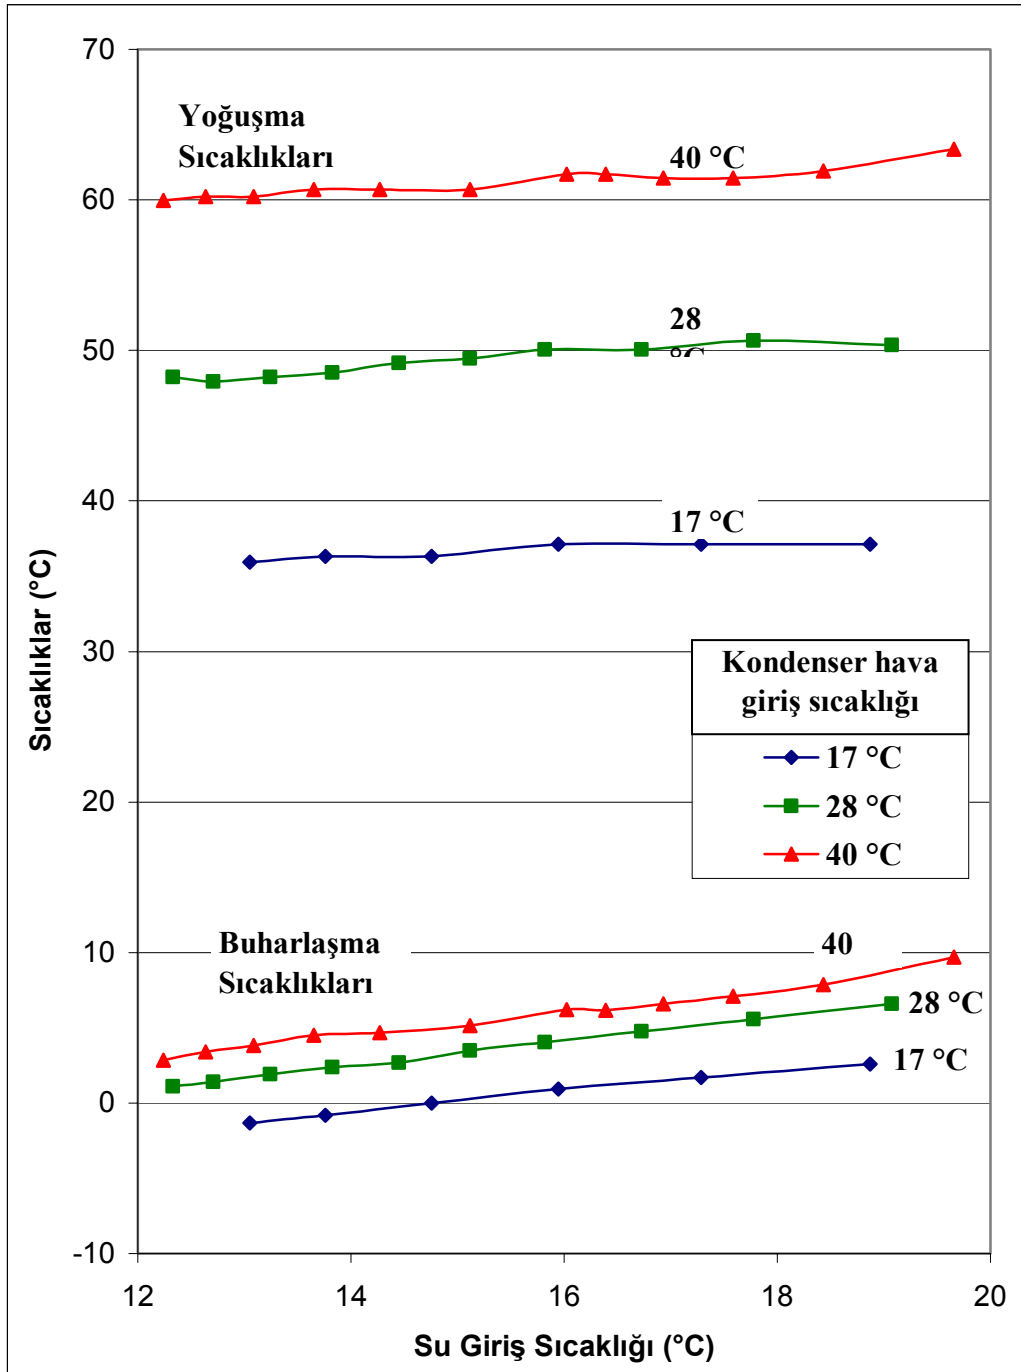 70
60
50
40
30
20
10
0
-10
Sıcaklıklar (°C)
Yoğuşma
Sıcaklıkları
40 °C
28
°C
17 °C
Kondenser hava
giriş sıcaklığı
17 °C
28 °C
40 °C
Buharlaşma
Sıcaklıkları
40
28 °C
17 °C
12
14
16
18
20
Su Giriş Sıcaklığı (°C)